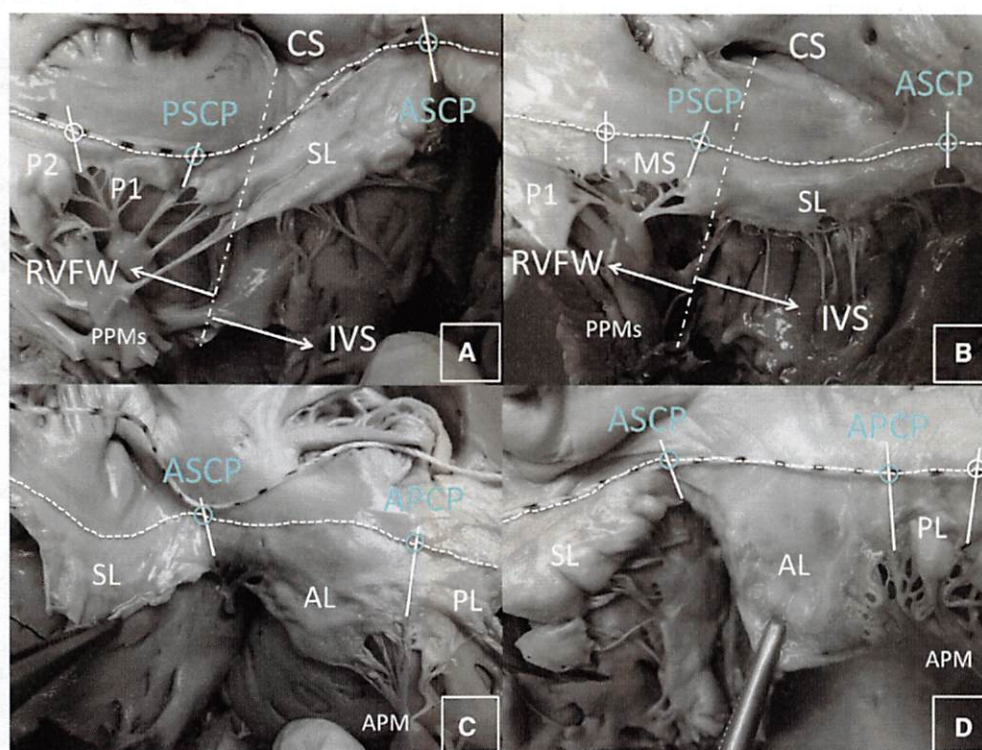 CS
PSCP
ASCP
SL
P2
P1
RVFW
PPMs
IVS
A
CS
PSCP
ASCP
MS
P1
SL
RVFW
PPMs
IVS
B
ASCP
APCP
SL
AL
PL
APM
C
ASCP
APCP
SL
AL
PL
APM
D